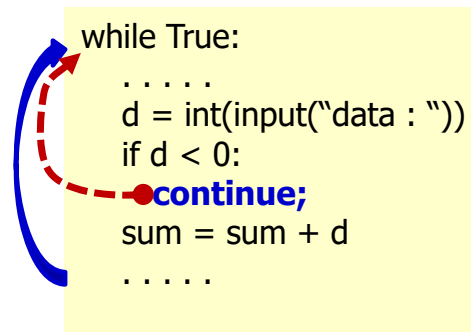 while True:
. . . . .
d = int(input(“data : “))
if d < 0:
continue;
sum = sum + d
. . . . .